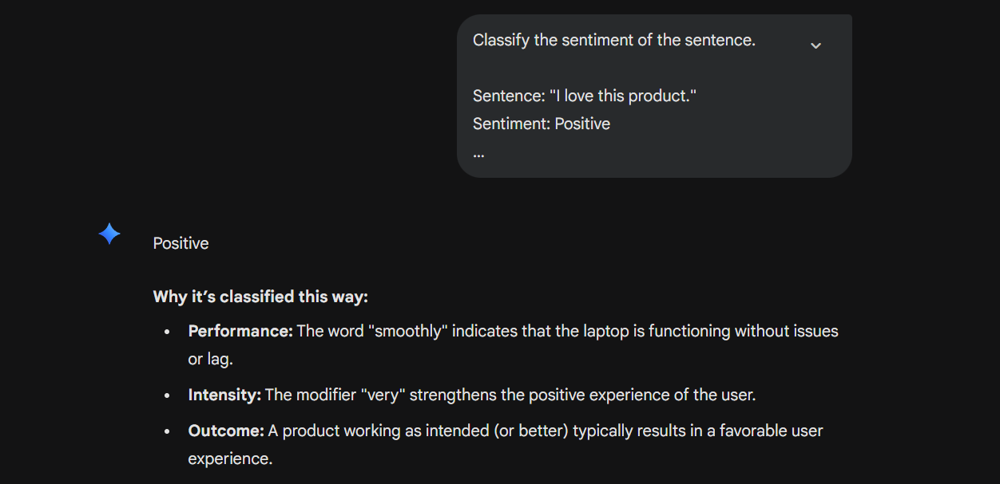 Classify the sentiment of the sentence.
Sentence: "I love this product."
Sentiment: Positive
...
Positive
Why it’s classified this way:
• Performance: The word "smoothly" indicates that the laptop is functioning without issues
or lag.
• Intensity: The modifier "very" strengthens the positive experience of the user.
• Outcome: A product working as intended (or better) typically results in a favorable user
experience.